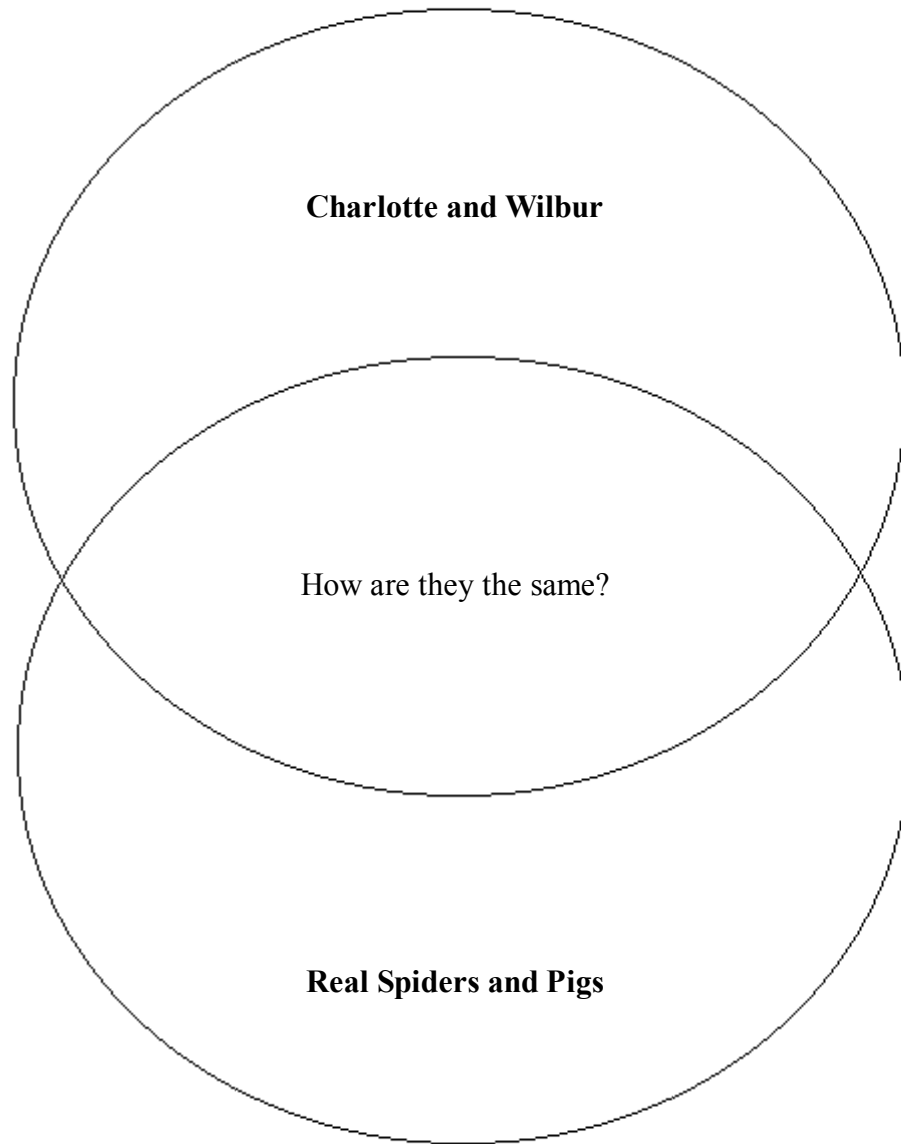 Charlotte and Wilbur
How are they the same?
Real Spiders and Pigs